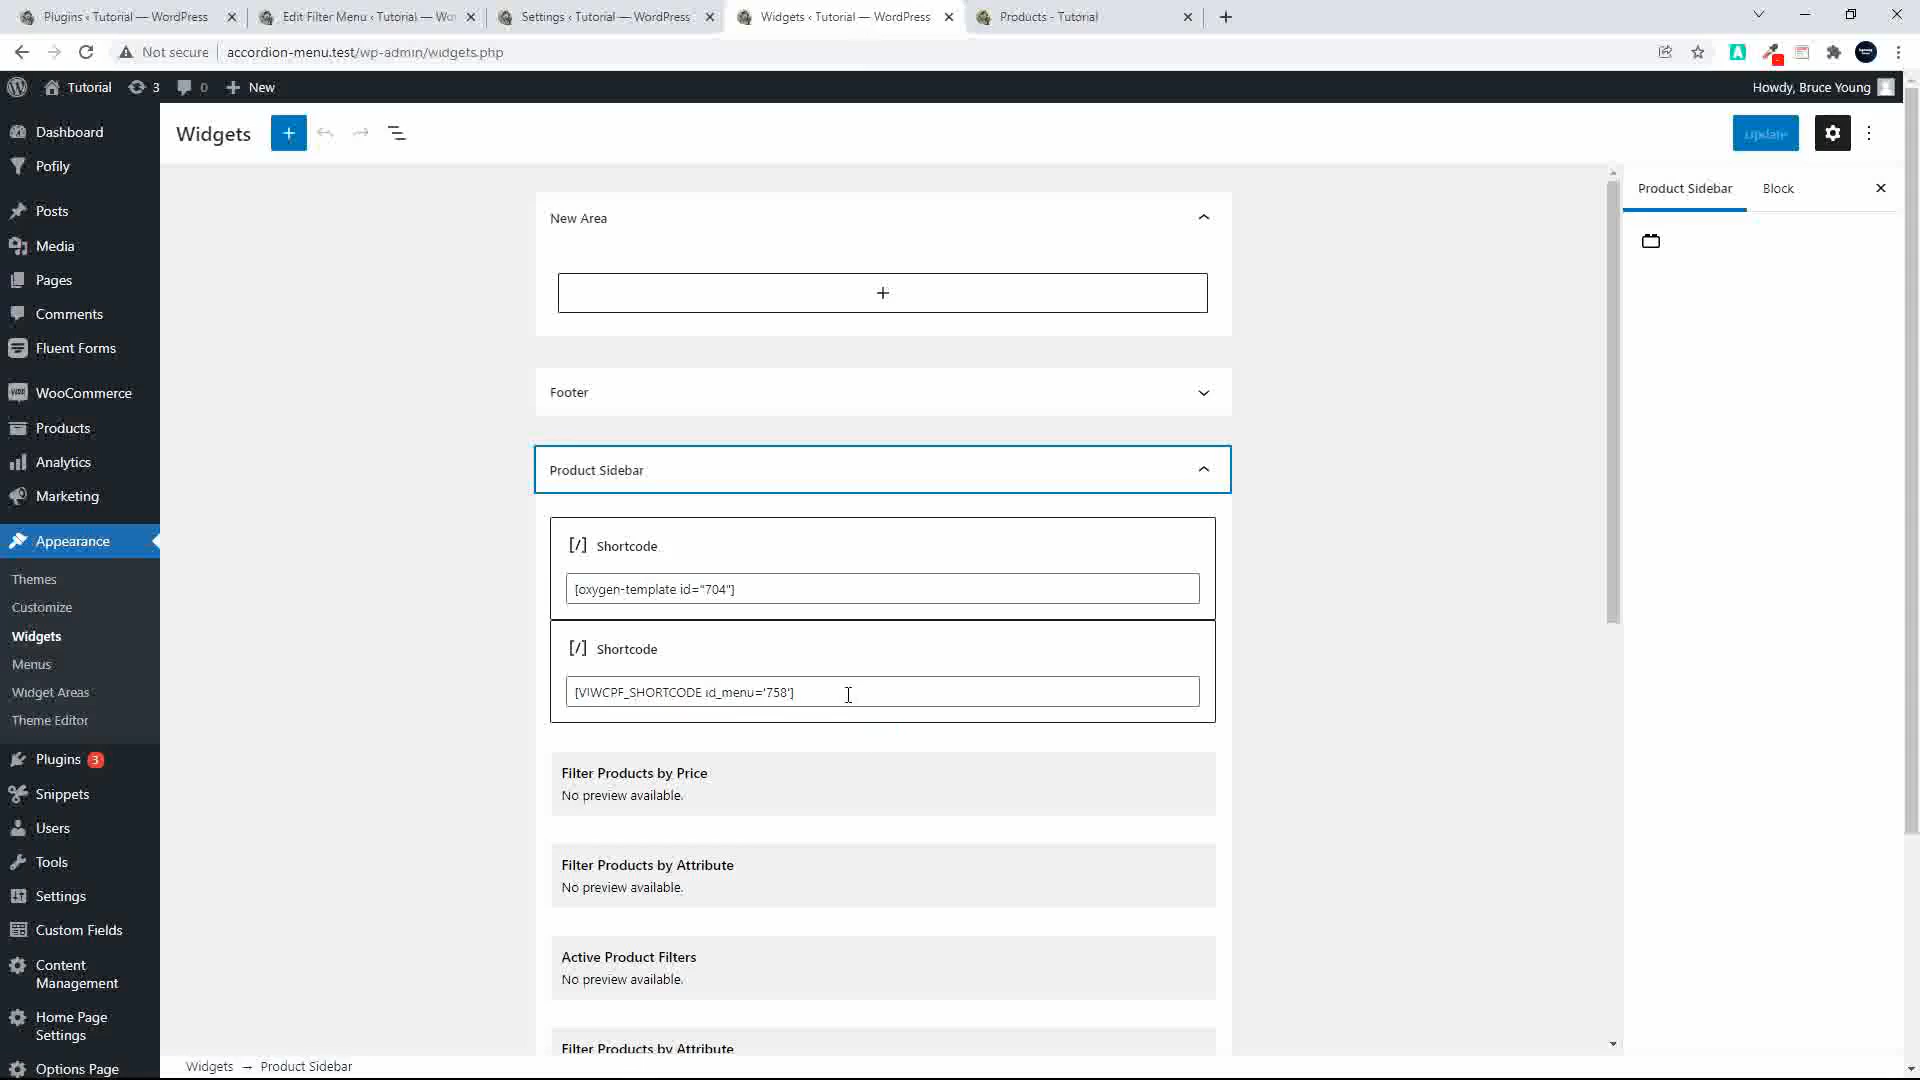 Plugins ‹ Tutorial — WordPress
Edit Filter Menu ‹ Tutorial — Wo
Settings ‹ Tutorial — WordPress
Widgets ‹ Tutorial — WordPress
Products - Tutorial
Not secure
accordion-menu.test/wp-admin/widgets.php
Tutorial
3
0
New
Howdy, Bruce Young
Dashboard
Pofily
Posts
Media
Pages
Comments
Fluent Forms
WooCommerce
Products
Analytics
Marketing
Appearance
Themes
Customize
Widgets
Menus
Widget Areas
Theme Editor
Plugins 3
Snippets
Users
Tools
Settings
Custom Fields
Content
Management
Home Page
Settings
Options Page
Widgets
Update
New Area
Footer
Product Sidebar
[/] Shortcode
[oxygen-template id="704"]
[/] Shortcode
[VIWCPF_SHORTCODE id_menu='758']
Filter Products by Price
No preview available.
Filter Products by Attribute
No preview available.
Active Product Filters
No preview available.
Filter Products by Attribute
Product Sidebar
Block
Widgets → Product Sidebar